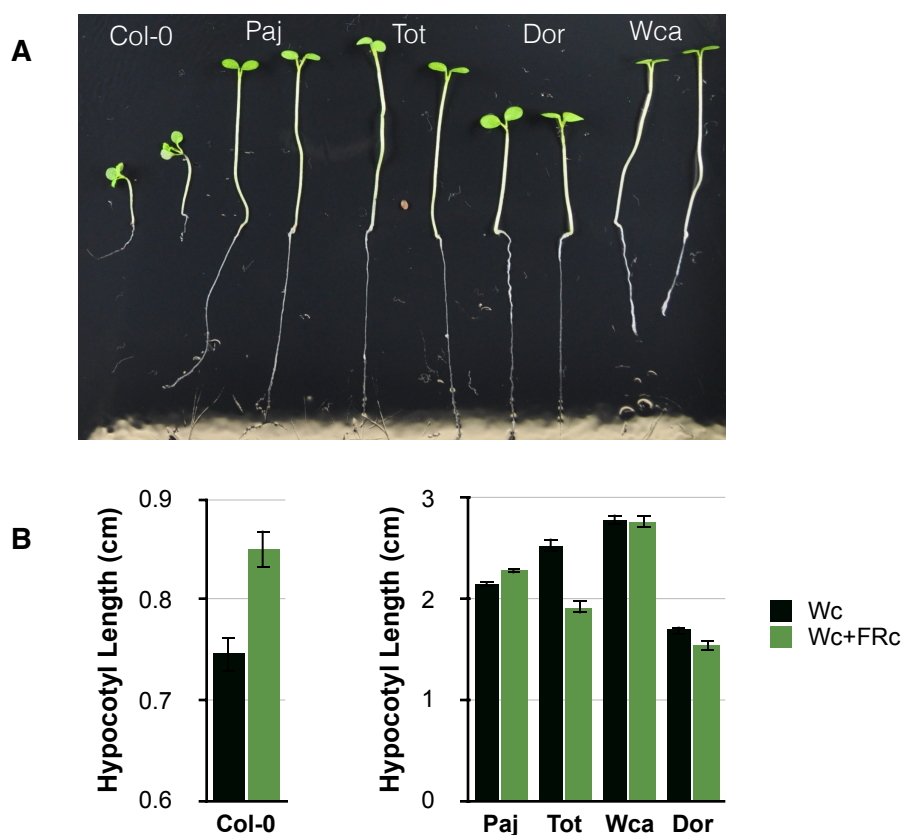 A
Col-0 Paj Tot Dor Wca
B
Hypocotyl Length (cm)
0.9
0.8
0.7
0.6
Col-0
Hypocotyl Length (cm)
3
2
1
0
Paj Tot Wca Dor
Wc
Wc+FRc